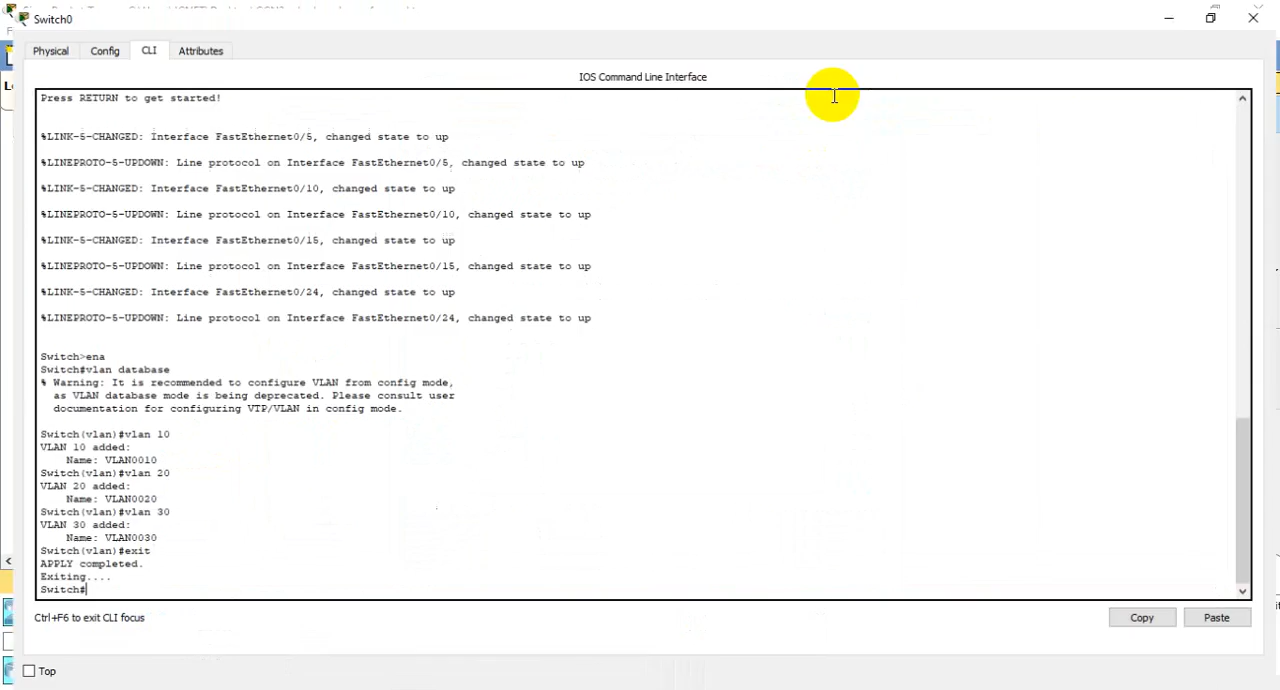 Switch0
Physical
Config
CLI
Attributes
IOS Command Line Interface
Press RETURN to get started!
%LINK-5-CHANGED: Interface FastEthernet0/5, changed state to up
%LINEPROTO-5-UPDOWN: Line protocol on Interface FastEthernet0/5, changed state to up
%LINK-5-CHANGED: Interface FastEthernet0/10, changed state to up
%LINEPROTO-5-UPDOWN: Line protocol on Interface FastEthernet0/10, changed state to up
%LINK-5-CHANGED: Interface FastEthernet0/15, changed state to up
%LINEPROTO-5-UPDOWN: Line protocol on Interface FastEthernet0/15, changed state to up
%LINK-5-CHANGED: Interface FastEthernet0/24, changed state to up
%LINEPROTO-5-UPDOWN: Line protocol on Interface FastEthernet0/24, changed state to up
Switch>ena
Switch#vlan database
% Warning: It is recommended to configure VLAN from config mode,
as VLAN database mode is being deprecated. Please consult user
documentation for configuring VTP/VLAN in config mode.
Switch(vlan)#vlan 10
VLAN 10 added:
Name: VLAN0010
Switch(vlan)#vlan 20
VLAN 20 added:
Name: VLAN0020
Switch(vlan)#vlan 30
VLAN 30 added:
Name: VLAN0030
Switch(vlan)#exit
APPLY completed.
Exiting....
Switch#
Ctrl+F6 to exit CLI focus
Copy
Paste
Top